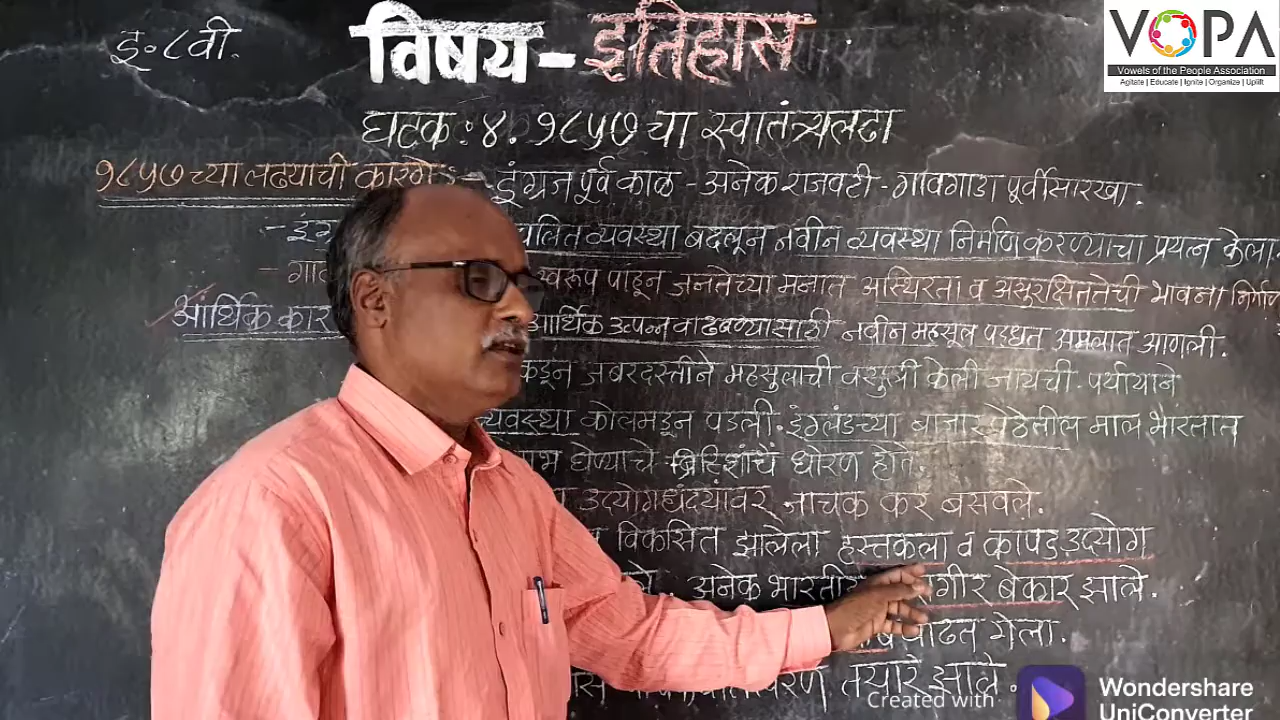 इ. ८वी.
विषय - इतिहास
VOPA
Vowels of the People Association
Agitate | Educate | Ignite | Organize | Uplift
घटक : ४. १८५७ चा स्वातंत्र्यलढा
१८५७ च्या लढ्याची कारणे :- इंग्रज पूर्व काळ - अनेक राजवटी - गावगाडा पूर्वीसारखा.
- इंग्र चलित व्यवस्था बदलून नवीन व्यवस्था निर्माण करण्याचा प्रयत्न केला.
- गाव स्वरूप पाहून जनतेच्या मनात अस्थिरता व असुरक्षिततेची भावना निर्माण
आर्थिक कार आर्थिक उत्पन्न वाढवण्यासाठी नवीन महसूल पद्धत अमलात आणली.
कडून जबरदस्तीने महसुलाची वसुली केली जायची. पर्यायाने
व्यवस्था कोलमडून पडली. इंग्लंडच्या बाजारपेठेतील माल भारतात
घेण्याचे ब्रिटिशांचे धोरण होते.
उद्योगधंद्यांवर जाचक कर बसवले.
विकसित झालेला हस्तकला व कापड उद्योग
अनेक भारतीय गीर बेकार झाले.
वाढत गेला.
तयार झाले.
Created with
Wondershare
UniConverter